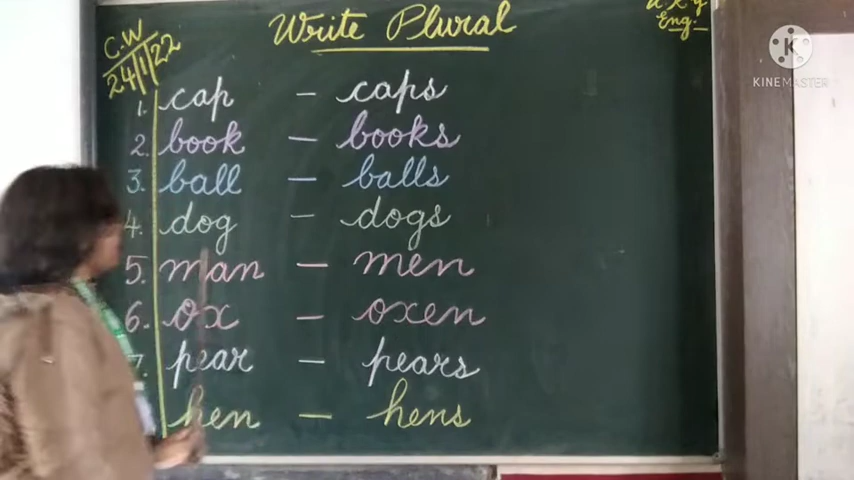 C.W
24/1/22
Write Plural
Eng.
1. cap - caps
2. book - books
3. ball - balls
4. dog - dogs
5. man - men
6. ox - oxen
7. pear - pears
hen - hens
KINEMASTER